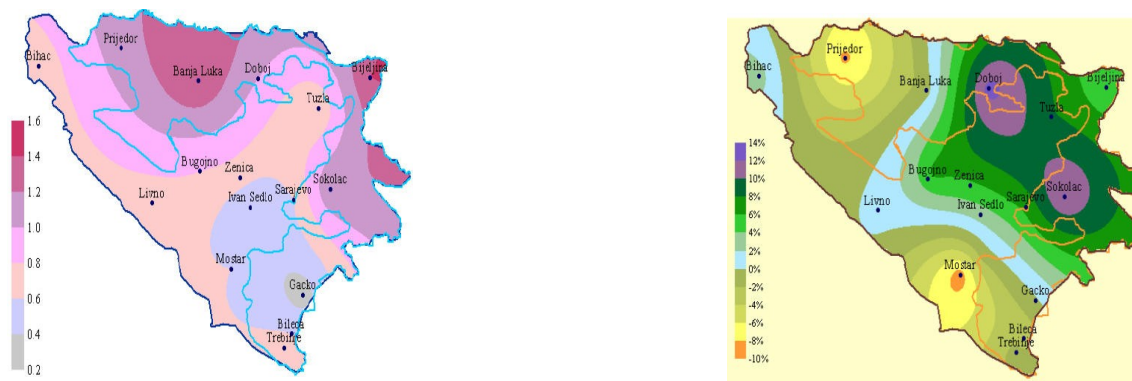 Prijedor
Bihac
Banja Luka
Doboj
Bijeljina
Tuzla
Bugojno
Zenica
Livno
Ivan Sedlo
Sarajevo
Sokolac
Mostar
Gacko
Bileca
Trebinje
1.6
1.4
1.2
1.0
0.8
0.6
0.4
0.2
Prijedor
Bihac
Banja Luka
Doboj
Bijeljina
Tuzla
Bugojno
Zenica
Livno
Ivan Sedlo
Sarajevo
Sokolac
Mostar
Gacko
Bileca
Trebinje
14%
12%
10%
8%
6%
4%
2%
0%
-2%
-4%
-6%
-8%
-10%